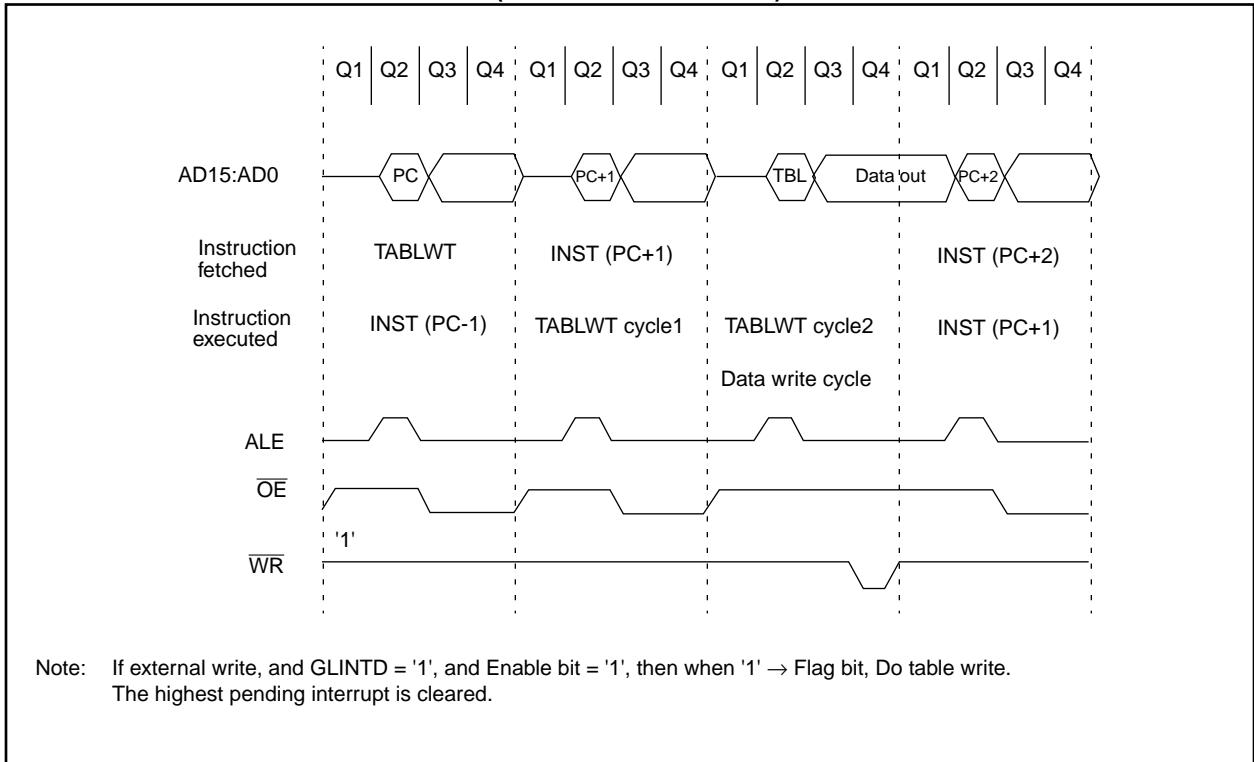 Q1 Q2 Q3 Q4 Q1 Q2 Q3 Q4 Q1 Q2 Q3 Q4 Q1 Q2 Q3 Q4
AD15:AD0 PC PC+1 TBL Data out PC+2
Instruction
fetched
TABLWT INST (PC+1) INST (PC+2)
Instruction
executed
INST (PC-1) TABLWT cycle1 TABLWT cycle2 INST (PC+1)
Data write cycle
ALE
OE
'1'
WR
Note: If external write, and GLINTD = '1', and Enable bit = '1', then when '1' → Flag bit, Do table write.
The highest pending interrupt is cleared.